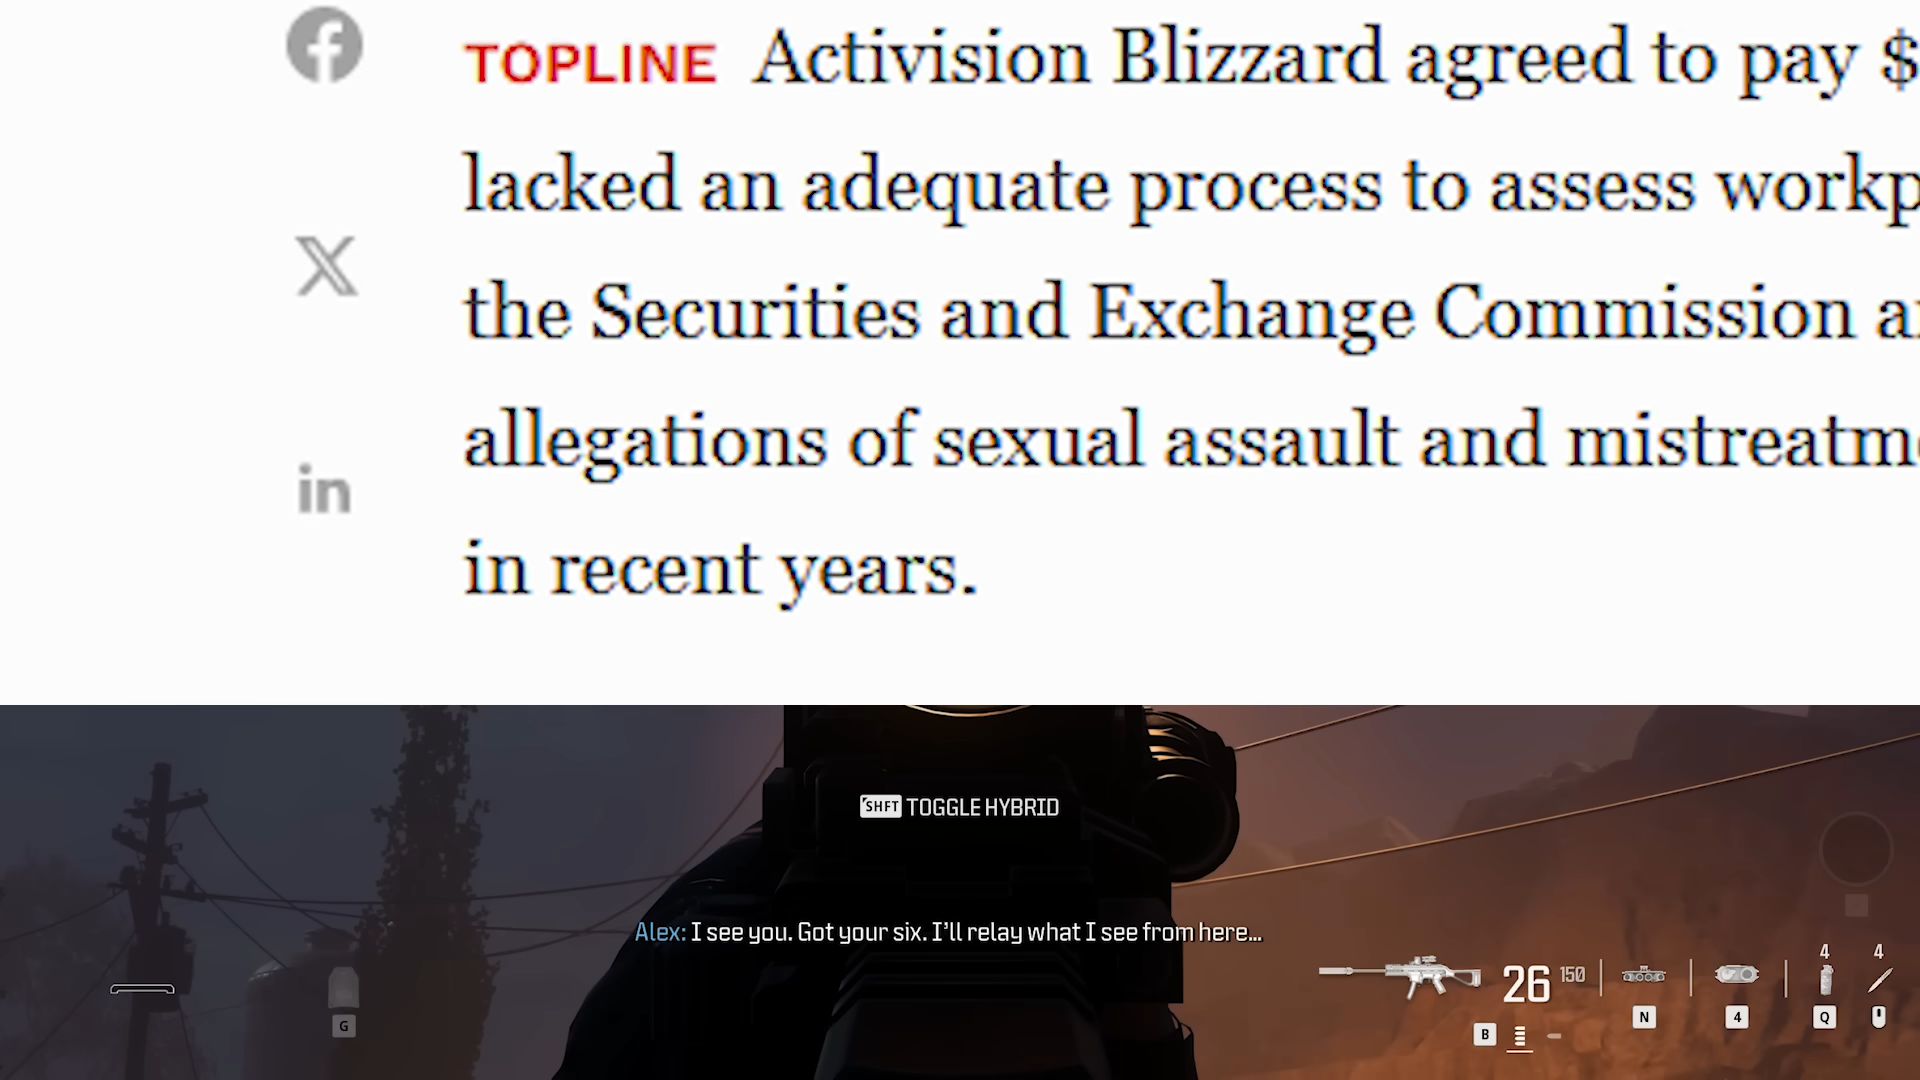 TOPLINE Activision Blizzard agreed to pay $
lacked an adequate process to assess workp
the Securities and Exchange Commission a
allegations of sexual assault and mistreatm
in recent years.
SHFT TOGGLE HYBRID
Alex: I see you. Got your six. I'll relay what I see from here...
26 150
4 4
G
B N 4 Q